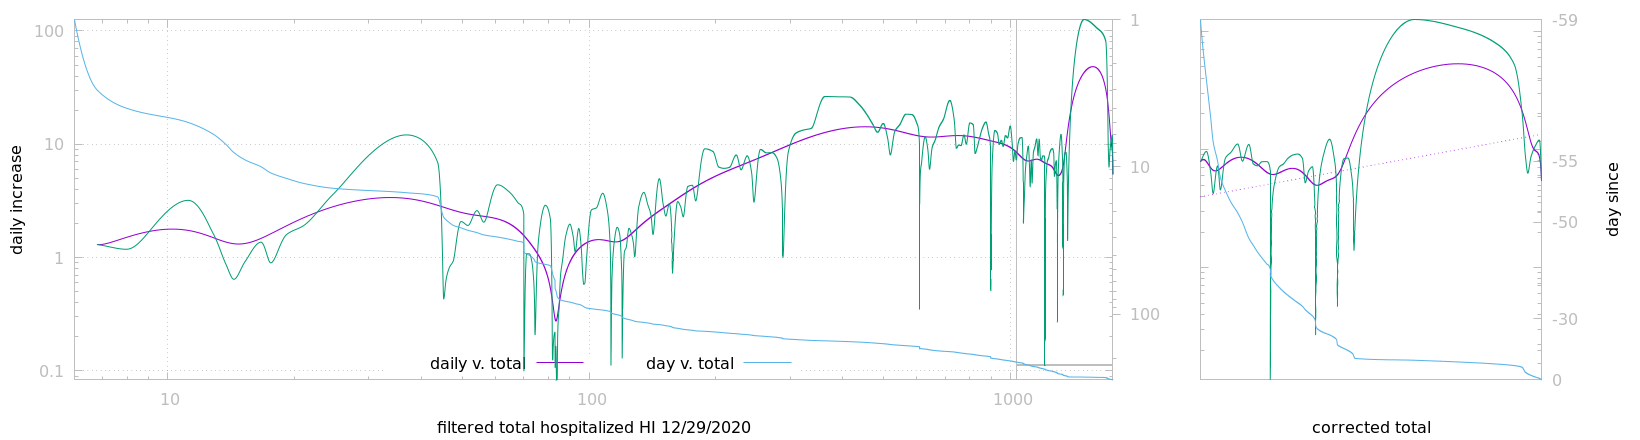 100
10
1
0.1
daily increase
10
100
1000
1
10
100
daily v. total
day v. total
filtered total hospitalized HI 12/29/2020
-59
-55
-50
-30
0
day since
corrected total